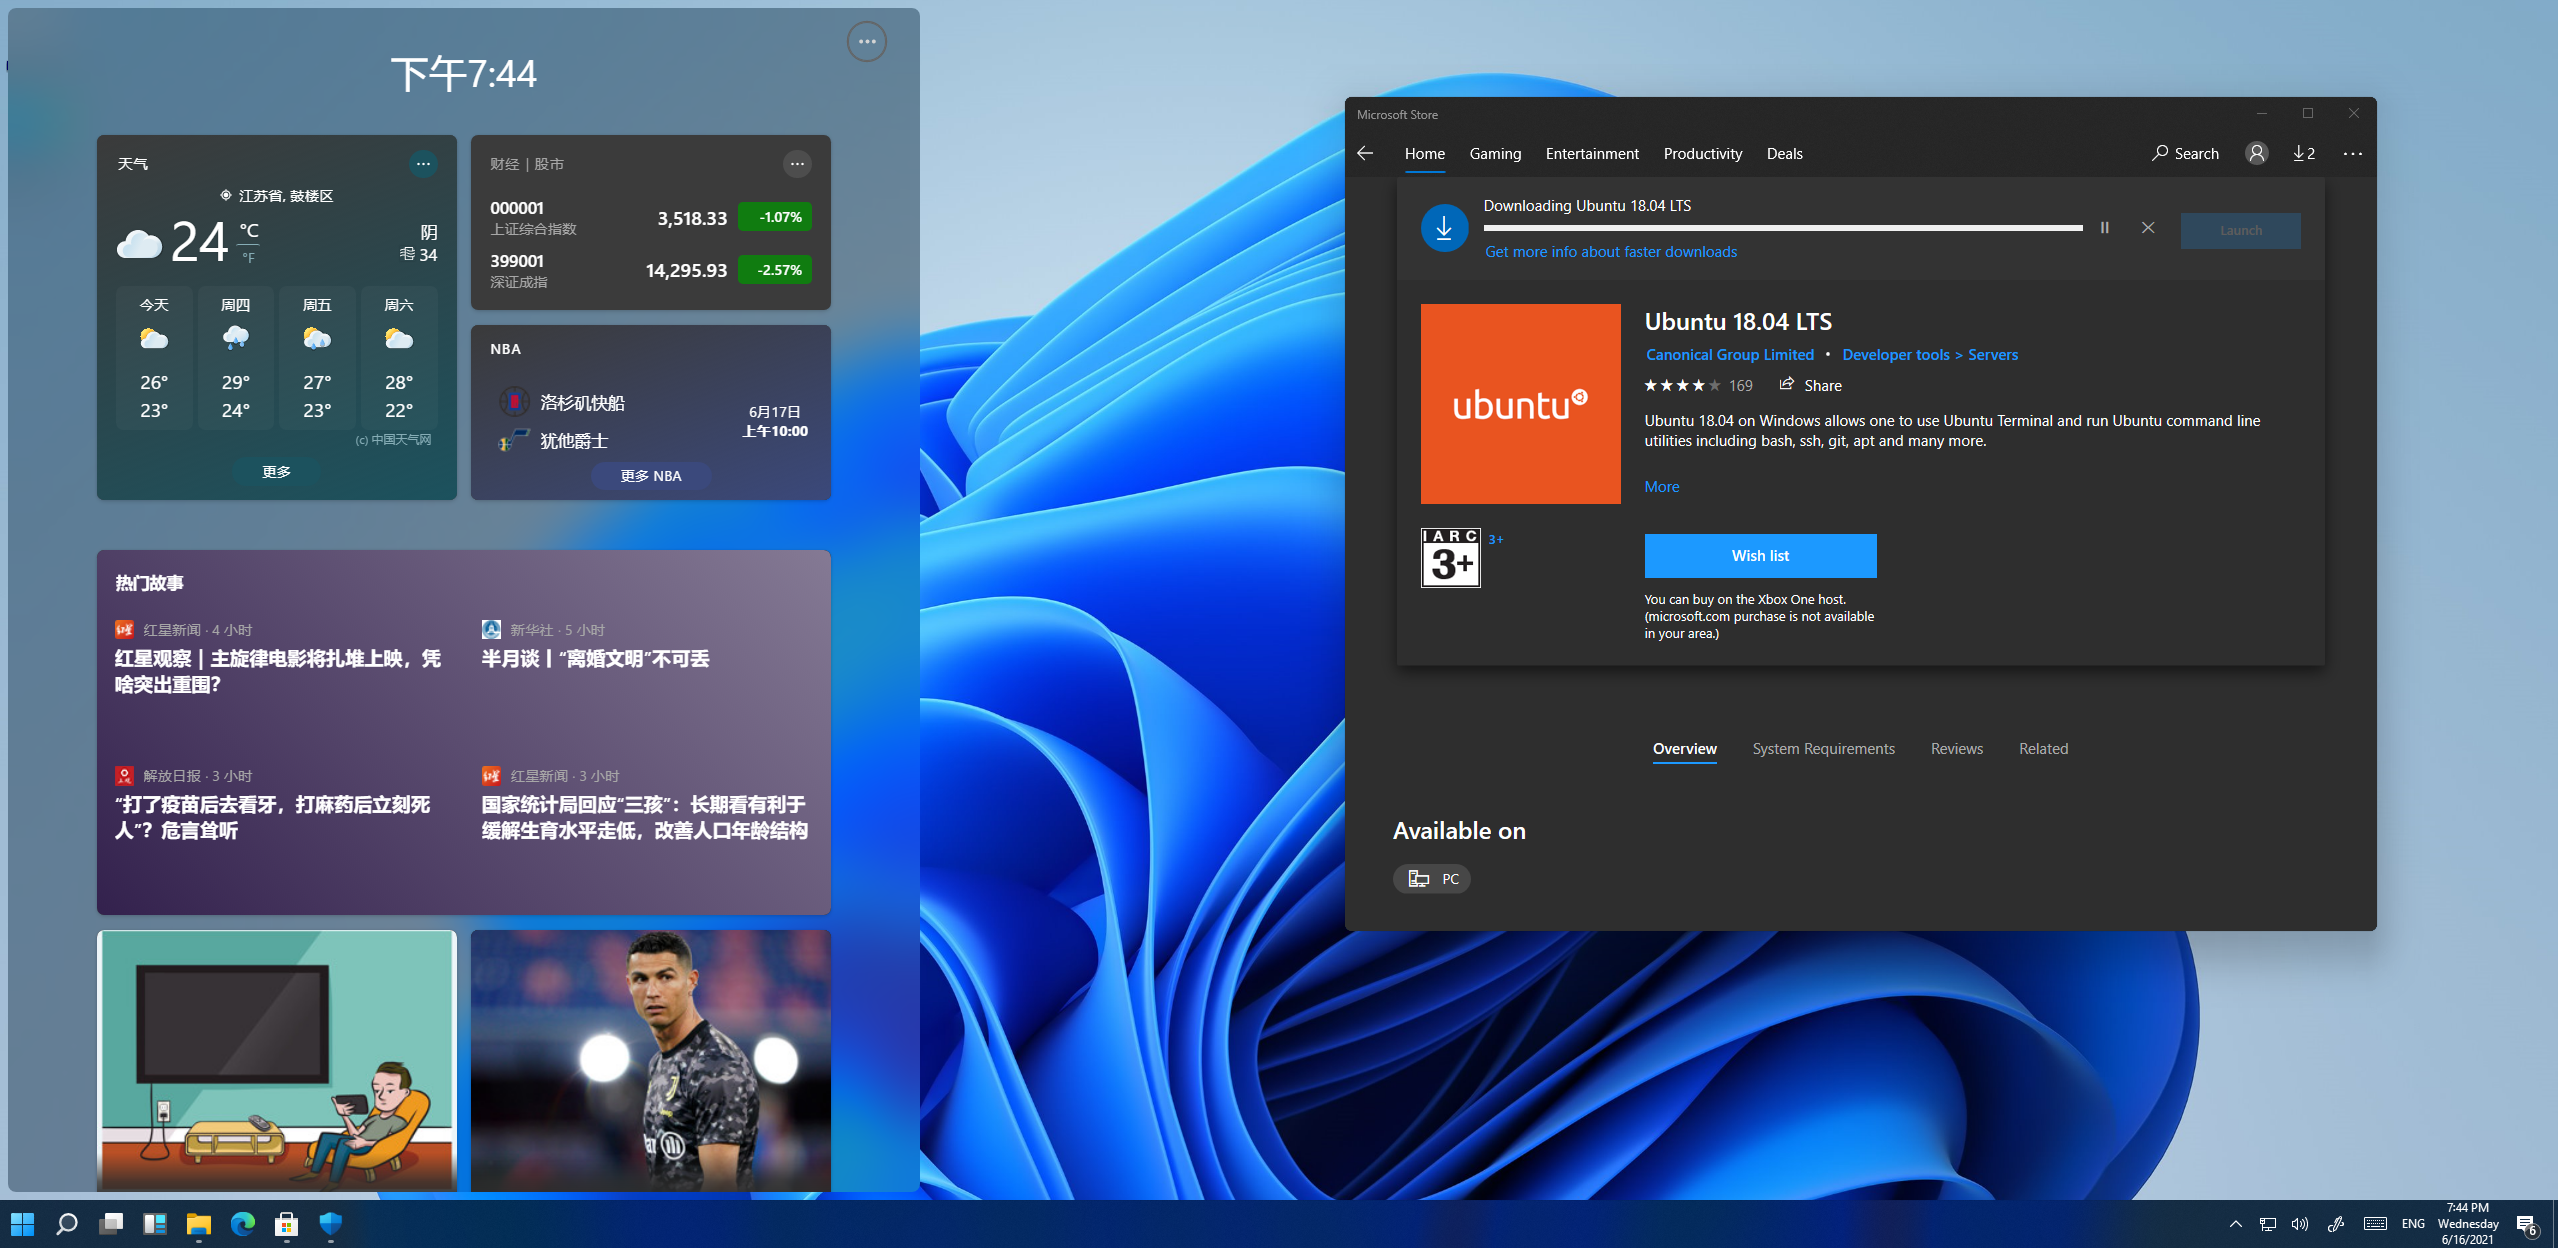 下午7:44
天气
江苏省, 鼓楼区
24 °C
°F
阴
34
今天 周四 周五 周六
26° 29° 27° 28°
23° 24° 23° 22°
(c) 中国天气网
更多
财经 | 股市
000001
上证综合指数
3,518.33 -1.07%
399001
深证成指
14,295.93 -2.57%
NBA
洛杉矶快船
犹他爵士
6月17日
上午10:00
更多 NBA
热门故事
红星新闻 · 4 小时
红星观察 | 主旋律电影将扎堆上映，凭
啥突出重围？
新华社 · 5 小时
半月谈丨“离婚文明”不可丢
解放日报 · 3 小时
“打了疫苗后去看牙，打麻药后立刻死
人”？危言耸听
红星新闻 · 3 小时
国家统计局回应“三孩”：长期看有利于
缓解生育水平走低，改善人口年龄结构
Microsoft Store
Home Gaming Entertainment Productivity Deals
Search 2
Downloading Ubuntu 18.04 LTS
Get more info about faster downloads
Launch
ubuntu
Ubuntu 18.04 LTS
Canonical Group Limited • Developer tools > Servers
169 Share
Ubuntu 18.04 on Windows allows one to use Ubuntu Terminal and run Ubuntu command line
utilities including bash, ssh, git, apt and many more.
More
IARC
3+
3+
Wish list
You can buy on the Xbox One host.
(microsoft.com purchase is not available
in your area.)
Overview System Requirements Reviews Related
Available on
PC
ENG
7:44 PM
Wednesday
6/16/2021
6